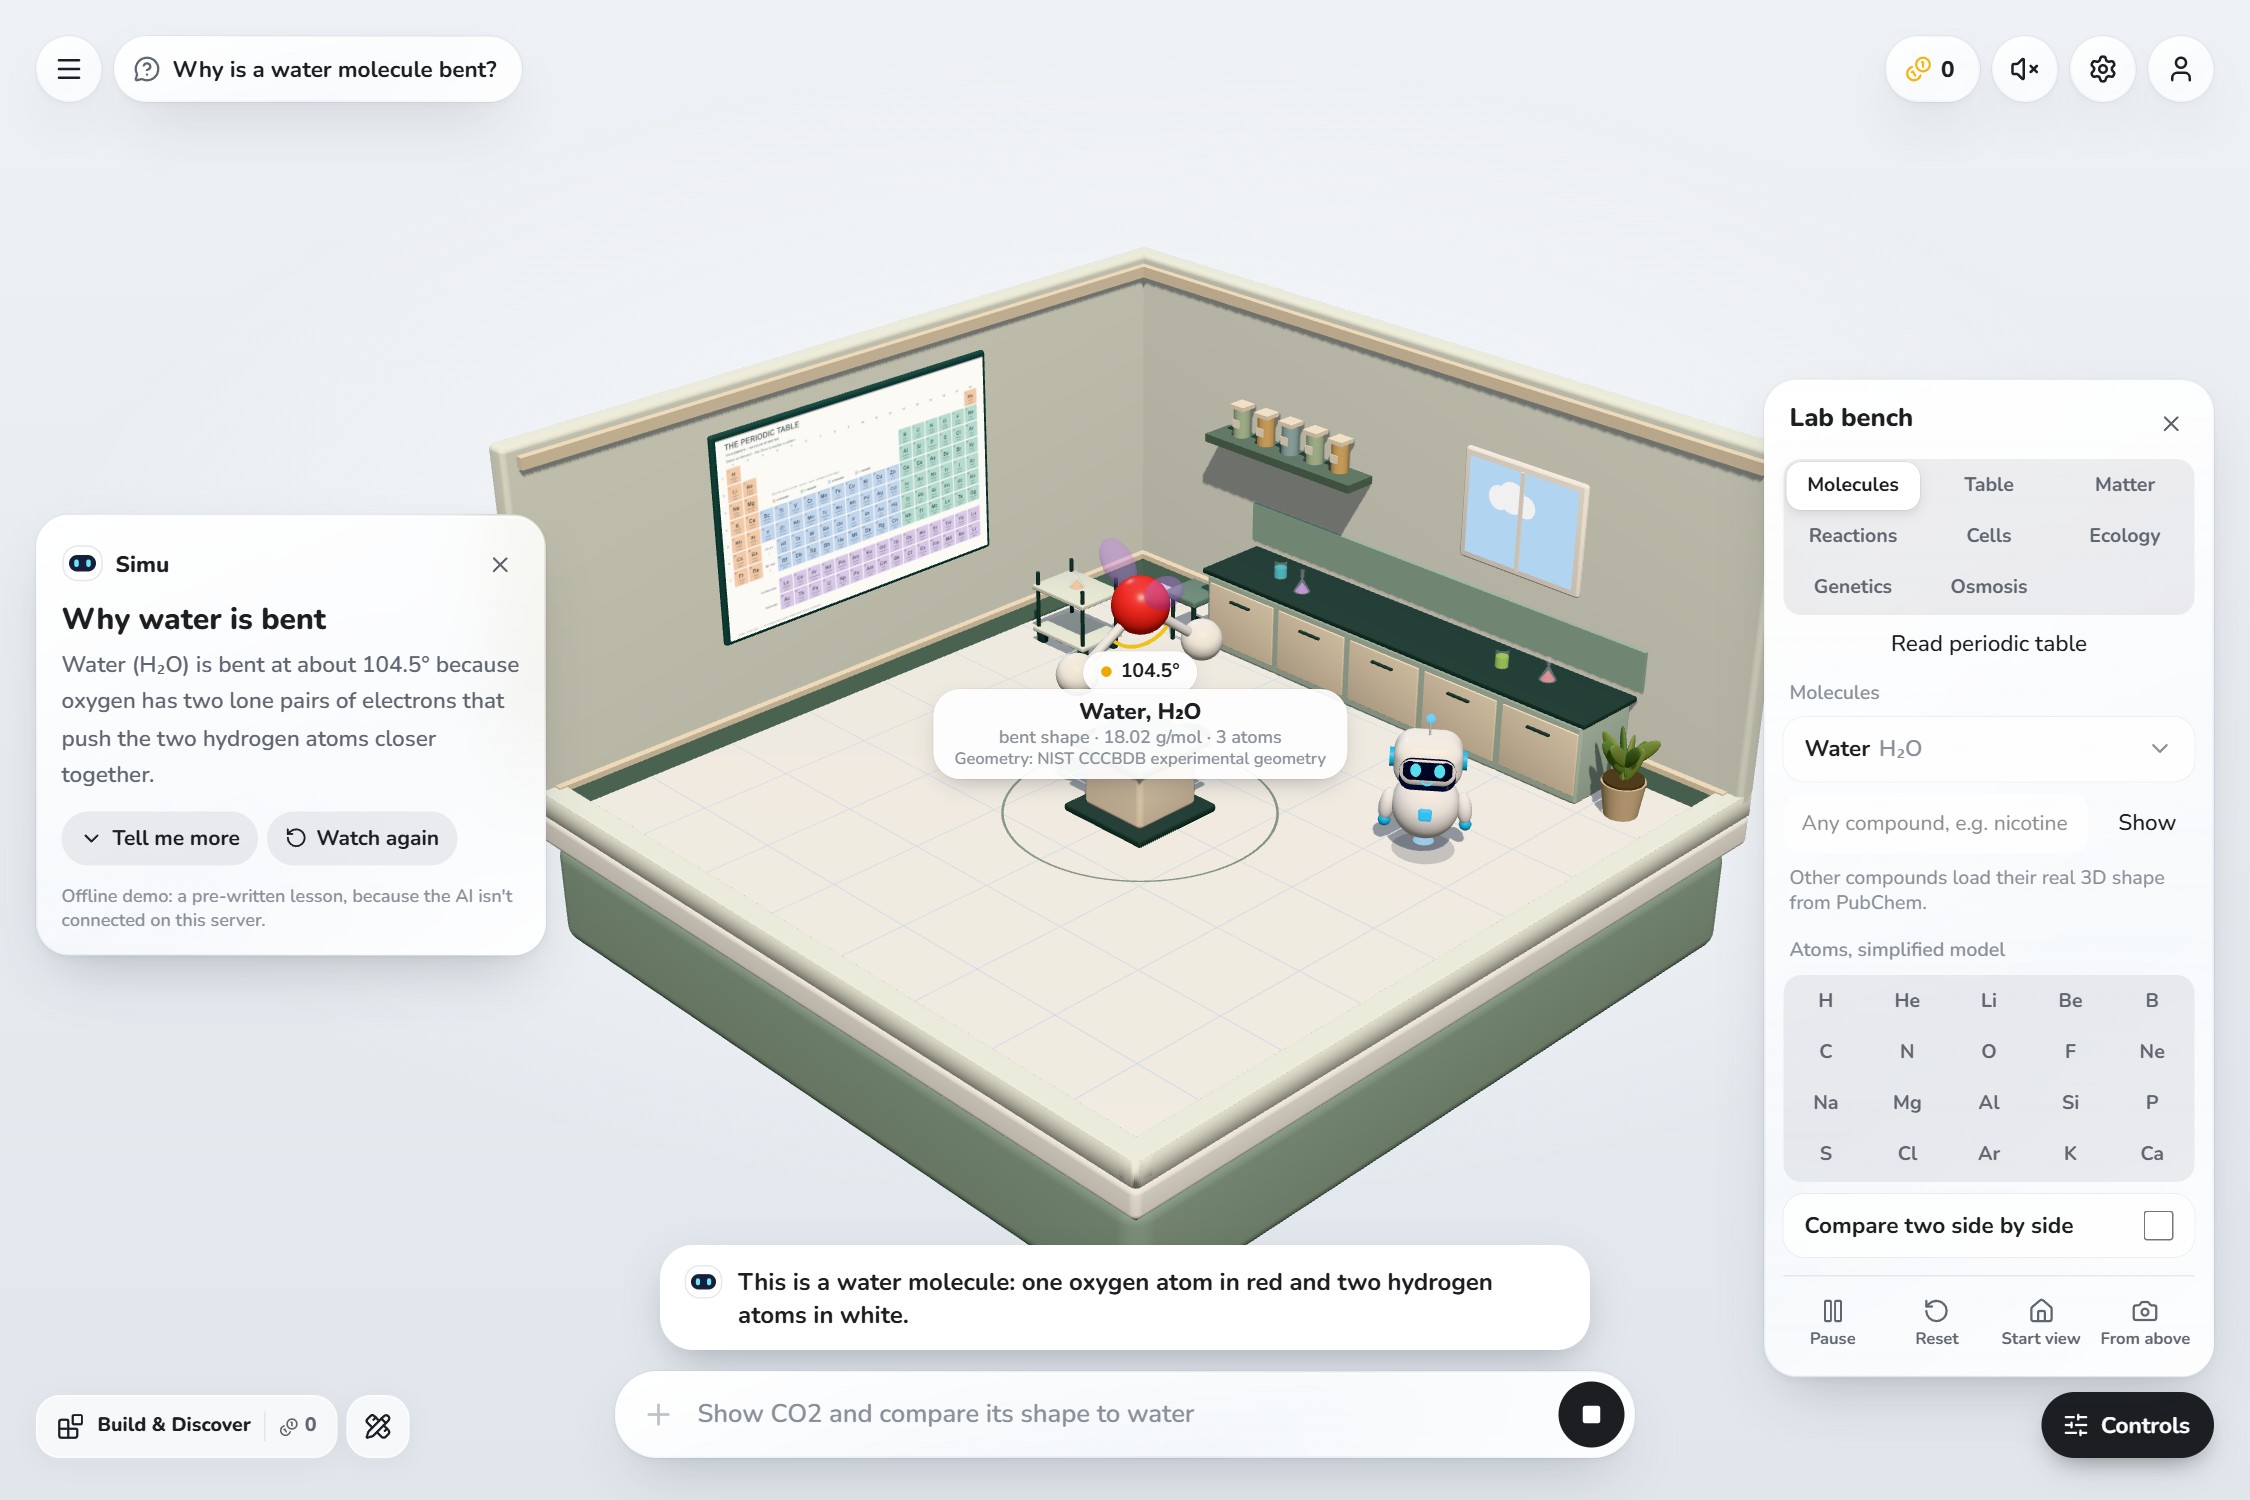 Why is a water molecule bent?
0
THE PERIODIC TABLE
Simu
Why water is bent
Water (H₂O) is bent at about 104.5° because
oxygen has two lone pairs of electrons that
push the two hydrogen atoms closer
together.
Tell me more
Watch again
Offline demo: a pre-written lesson, because the AI isn't
connected on this server.
104.5°
Water, H₂O
bent shape · 18.02 g/mol · 3 atoms
Geometry: NIST CCCBDB experimental geometry
Lab bench
Molecules Table Matter
Reactions Cells Ecology
Genetics Osmosis
Read periodic table
Molecules
Water H₂O
Any compound, e.g. nicotine Show
Other compounds load their real 3D shape
from PubChem.
Atoms, simplified model
H He Li Be B
C N O F Ne
Na Mg Al Si P
S Cl Ar K Ca
Compare two side by side
Pause Reset Start view From above
This is a water molecule: one oxygen atom in red and two hydrogen
atoms in white.
Show CO2 and compare its shape to water
Build & Discover 0
Controls